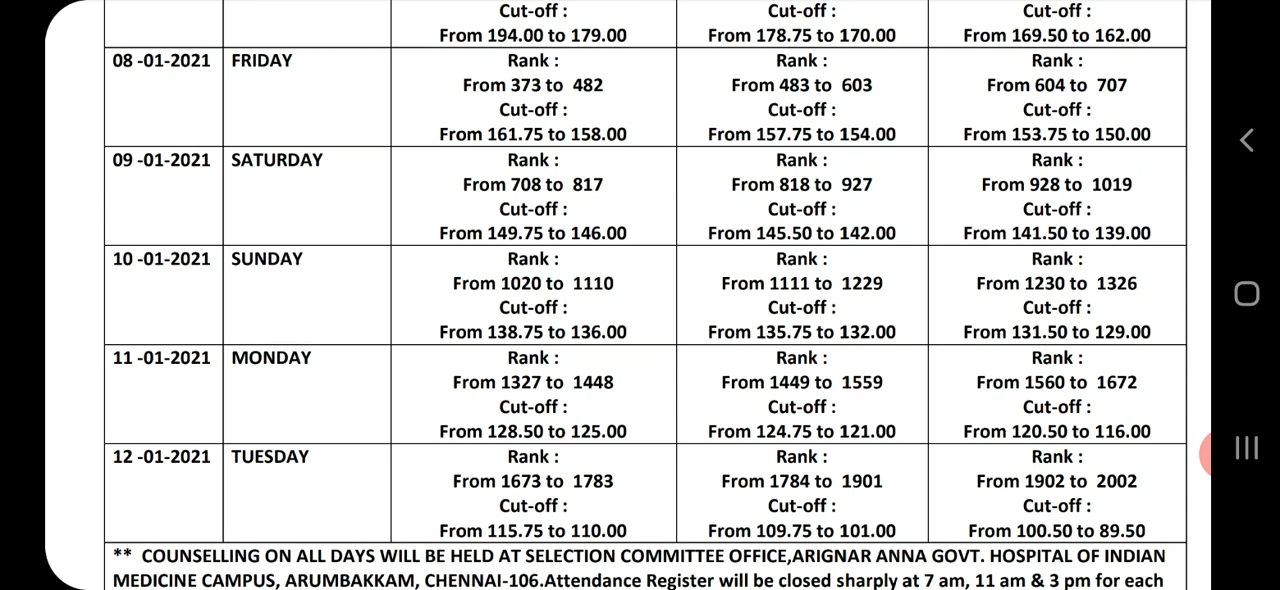 Cut-off : Cut-off : Cut-off :
From 194.00 to 179.00 From 178.75 to 170.00 From 169.50 to 162.00
08 -01-2021 FRIDAY Rank : Rank : Rank :
From 373 to 482 From 483 to 603 From 604 to 707
Cut-off : Cut-off : Cut-off :
From 161.75 to 158.00 From 157.75 to 154.00 From 153.75 to 150.00
09 -01-2021 SATURDAY Rank : Rank : Rank :
From 708 to 817 From 818 to 927 From 928 to 1019
Cut-off : Cut-off : Cut-off :
From 149.75 to 146.00 From 145.50 to 142.00 From 141.50 to 139.00
10 -01-2021 SUNDAY Rank : Rank : Rank :
From 1020 to 1110 From 1111 to 1229 From 1230 to 1326
Cut-off : Cut-off : Cut-off :
From 138.75 to 136.00 From 135.75 to 132.00 From 131.50 to 129.00
11 -01-2021 MONDAY Rank : Rank : Rank :
From 1327 to 1448 From 1449 to 1559 From 1560 to 1672
Cut-off : Cut-off : Cut-off :
From 128.50 to 125.00 From 124.75 to 121.00 From 120.50 to 116.00
12 -01-2021 TUESDAY Rank : Rank : Rank :
From 1673 to 1783 From 1784 to 1901 From 1902 to 2002
Cut-off : Cut-off : Cut-off :
From 115.75 to 110.00 From 109.75 to 101.00 From 100.50 to 89.50
** COUNSELLING ON ALL DAYS WILL BE HELD AT SELECTION COMMITTEE OFFICE,ARIGNAR ANNA GOVT. HOSPITAL OF INDIAN
MEDICINE CAMPUS, ARUMBAKKAM, CHENNAI-106.Attendance Register will be closed sharply at 7 am, 11 am & 3 pm for each